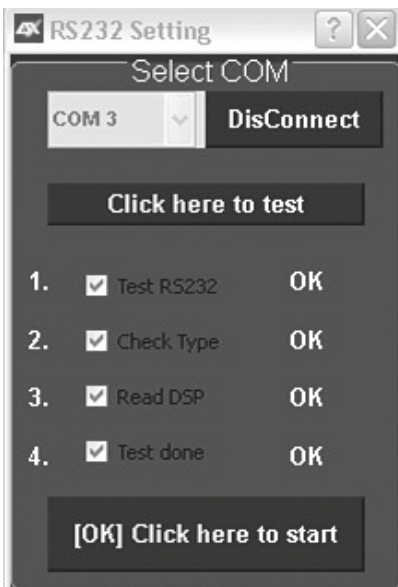 RS232 Setting
Select COM
COM 3 DisConnect
Click here to test
1. Test RS232 OK
2. Check Type OK
3. Read DSP OK
4. Test done OK
[OK] Click here to start